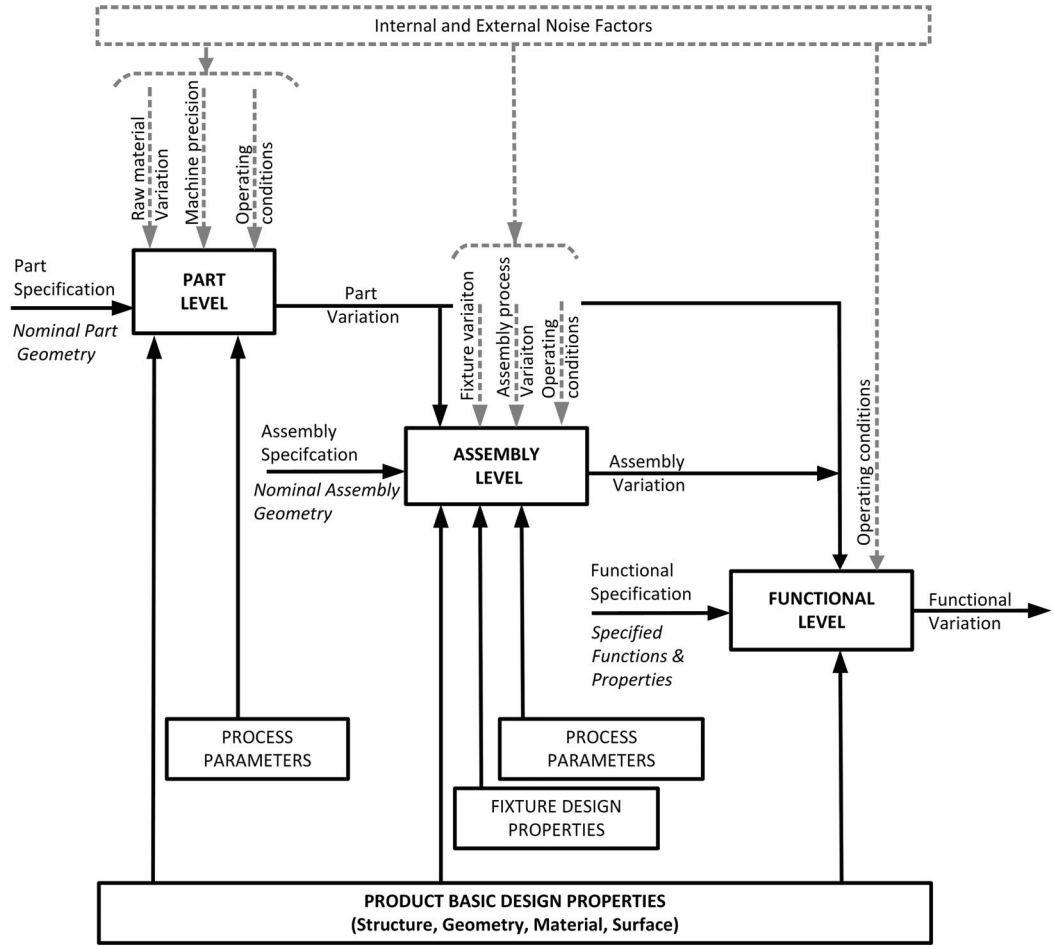 Internal and External Noise Factors
Raw material
Variation
Machine precision
Operating
conditions
Part
Specification
Nominal Part
Geometry
PART
LEVEL
Part
Variation
Fixture variaiton
Assembly process
Variaiton
Operating
conditions
Operating conditions
Assembly
Specifcation
Nominal Assembly
Geometry
ASSEMBLY
LEVEL
Assembly
Variation
Functional
Specification
Specified
Functions &
Properties
FUNCTIONAL
LEVEL
Functional
Variation
PROCESS
PARAMETERS
PROCESS
PARAMETERS
FIXTURE DESIGN
PROPERTIES
PRODUCT BASIC DESIGN PROPERTIES
(Structure, Geometry, Material, Surface)